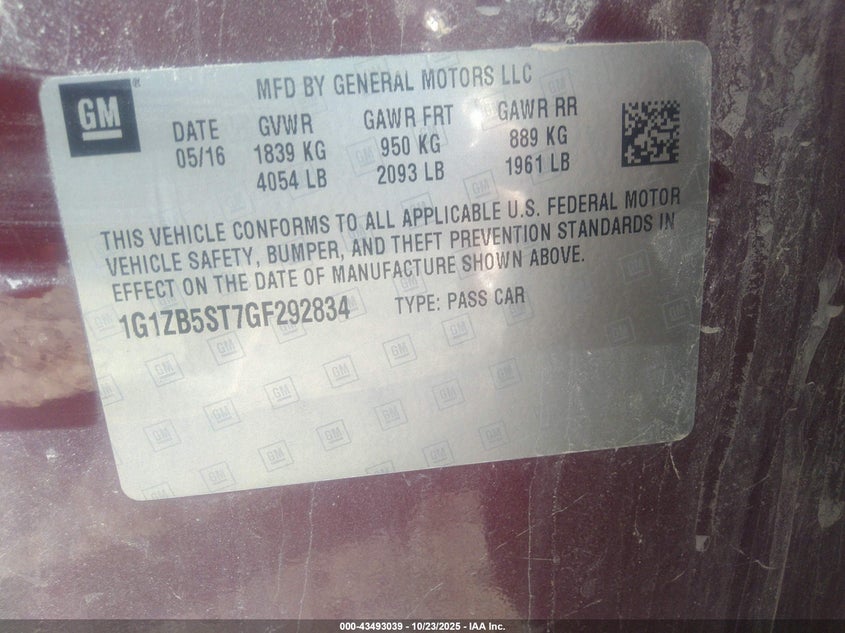 GM
MFD BY GENERAL MOTORS LLC
DATE GVWR GAWR FRT GAWR RR
05/16 1839 KG 950 KG 889 KG
4054 LB 2093 LB 1961 LB
THIS VEHICLE CONFORMS TO ALL APPLICABLE U.S. FEDERAL MOTOR
VEHICLE SAFETY, BUMPER, AND THEFT PREVENTION STANDARDS IN
EFFECT ON THE DATE OF MANUFACTURE SHOWN ABOVE.
1G1ZB5ST7GF292834 TYPE: PASS CAR
000-43493039 - 10/23/2025 - IAA Inc.